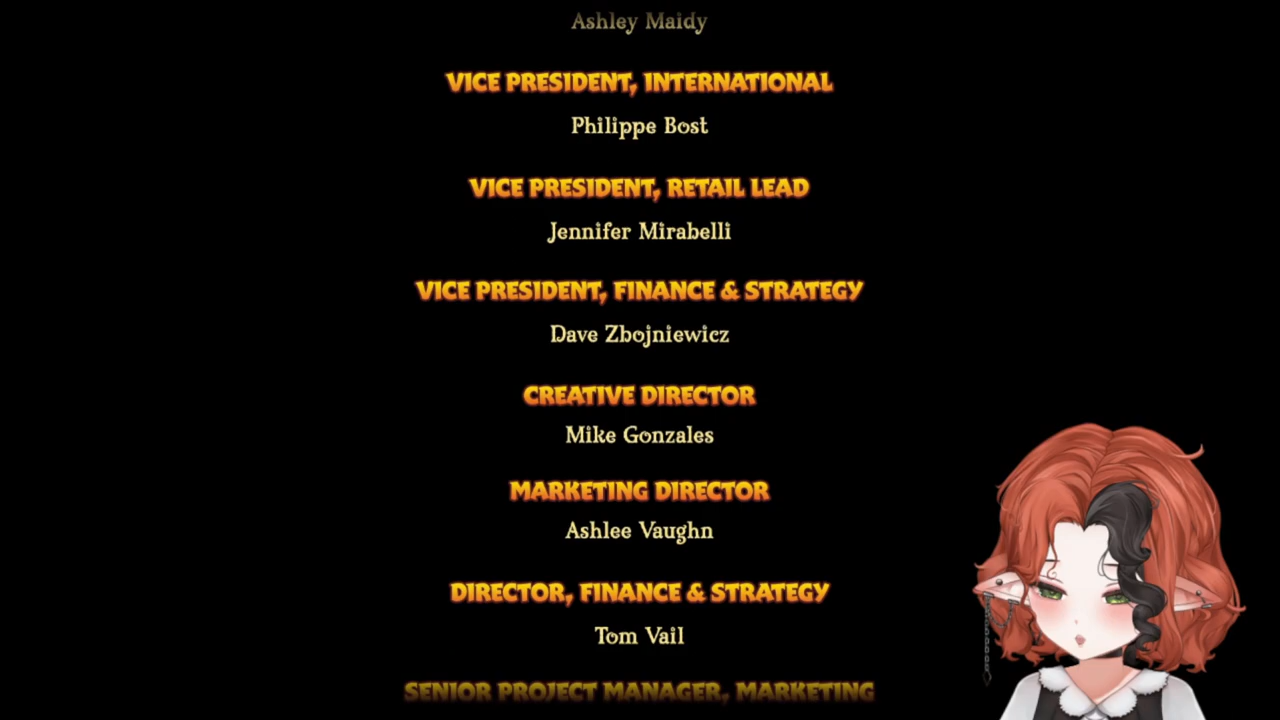 Ashley Maidy
VICE PRESIDENT, INTERNATIONAL
Philippe Bost
VICE PRESIDENT, RETAIL LEAD
Jennifer Mirabelli
VICE PRESIDENT, FINANCE & STRATEGY
Dave Zbojniewicz
CREATIVE DIRECTOR
Mike Gonzales
MARKETING DIRECTOR
Ashlee Vaughn
DIRECTOR, FINANCE & STRATEGY
Tom Vail
SENIOR PROJECT MANAGER, MARKETING